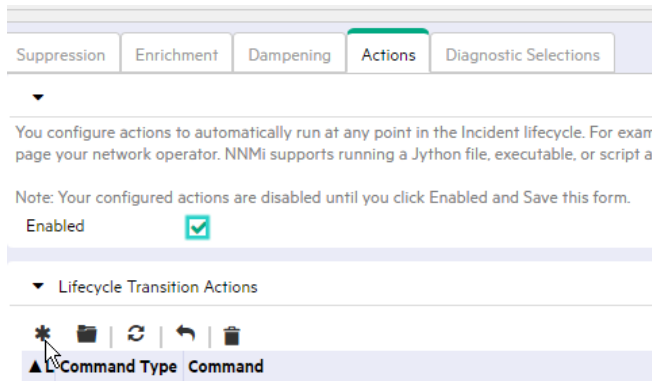 Suppression Enrichment Dampening Actions Diagnostic Selections
You configure actions to automatically run at any point in the Incident lifecycle. For exam
page your network operator. NNMi supports running a Jython file, executable, or script a
Note: Your configured actions are disabled until you click Enabled and Save this form.
Enabled
Lifecycle Transition Actions
▲L Command Type Command